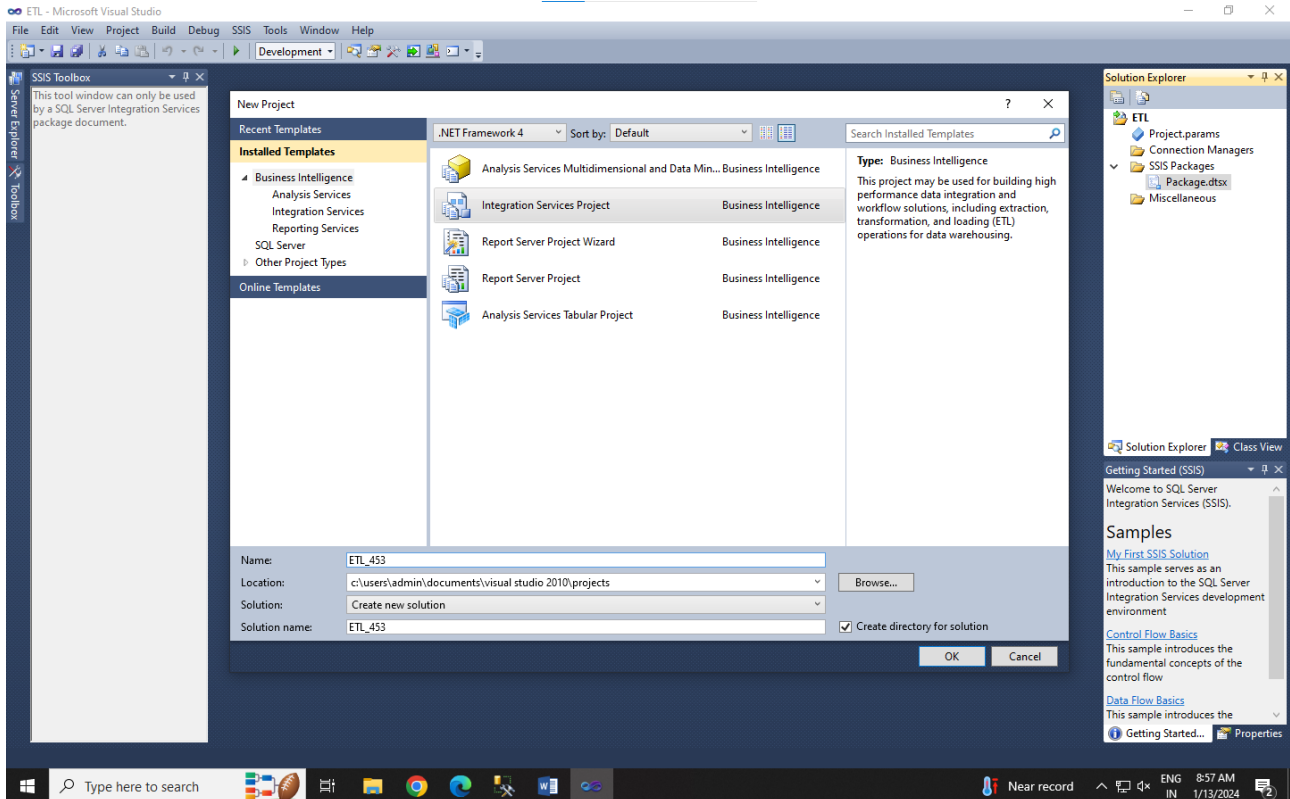 ETL - Microsoft Visual Studio
File Edit View Project Build Debug SSIS Tools Window Help
Development
Server Explorer
Toolbox
SSIS Toolbox
This tool window can only be used
by a SQL Server Integration Services
package document.
New Project
?
Recent Templates
Installed Templates
Business Intelligence
Analysis Services
Integration Services
Reporting Services
SQL Server
Other Project Types
Online Templates
.NET Framework 4 Sort by: Default
Analysis Services Multidimensional and Data Min... Business Intelligence
Integration Services Project Business Intelligence
Report Server Project Wizard Business Intelligence
Report Server Project Business Intelligence
Analysis Services Tabular Project Business Intelligence
Search Installed Templates
Type: Business Intelligence
This project may be used for building high
performance data integration and
workflow solutions, including extraction,
transformation, and loading (ETL)
operations for data warehousing.
Name: ETL_453
Location: c:\users\admin\documents\visual studio 2010\projects Browse...
Solution: Create new solution
Solution name: ETL_453 Create directory for solution
OK Cancel
Solution Explorer
ETL
Project.params
Connection Managers
SSIS Packages
Package.dtsx
Miscellaneous
Solution Explorer Class View
Getting Started (SSIS)
Welcome to SQL Server
Integration Services (SSIS).
Samples
My First SSIS Solution
This sample serves as an
introduction to the SQL Server
Integration Services development
environment
Control Flow Basics
This sample introduces the
fundamental concepts of the
control flow
Data Flow Basics
This sample introduces the
Getting Started... Properties
Type here to search
Near record
ENG
IN
8:57 AM
1/13/2024
2